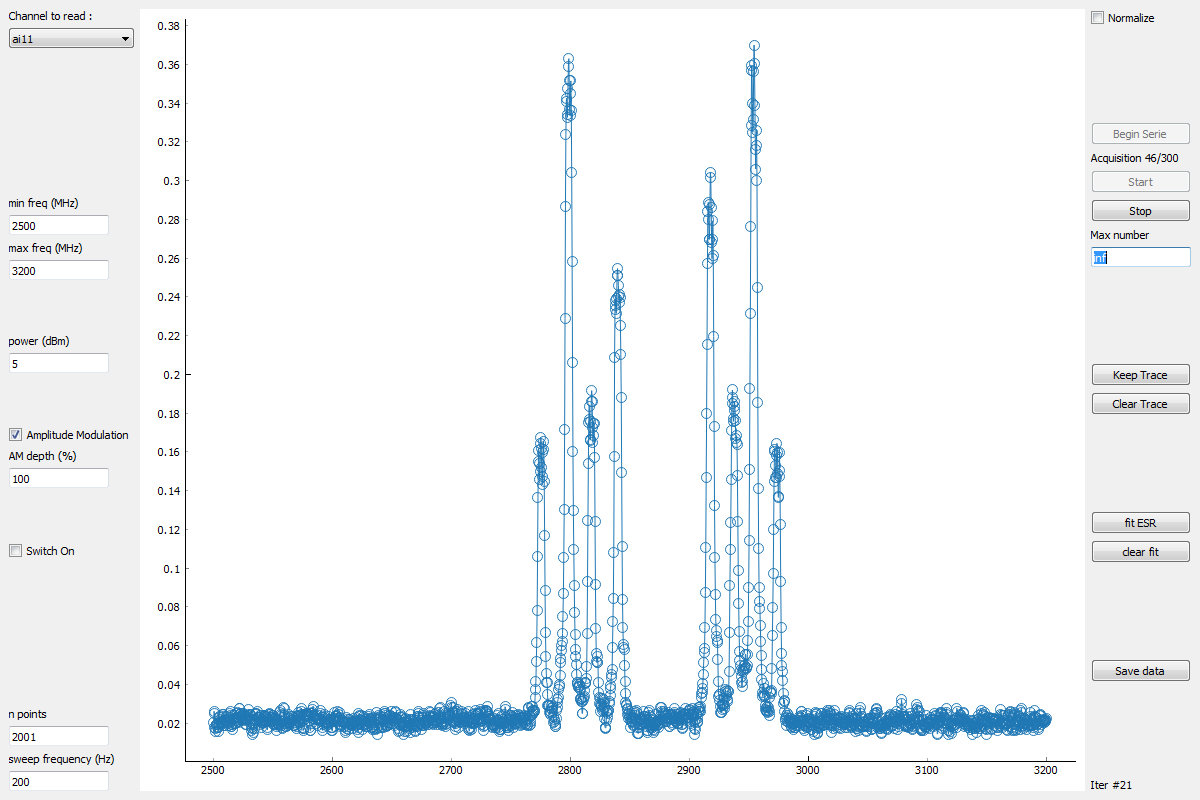 Channel to read :
ai11
min freq (MHz)
2500
max freq (MHz)
3200
power (dBm)
5
Amplitude Modulation
AM depth (%)
100
Switch On
n points
2001
sweep frequency (Hz)
200
0.38
0.36
0.34
0.32
0.3
0.28
0.26
0.24
0.22
0.2
0.18
0.16
0.14
0.12
0.1
0.08
0.06
0.04
0.02
2500
2600
2700
2800
2900
3000
3100
3200
Normalize
Begin Serie
Acquisition 46/300
Start
Stop
Max number
inf
Keep Trace
Clear Trace
fit ESR
clear fit
Save data
Iter #21